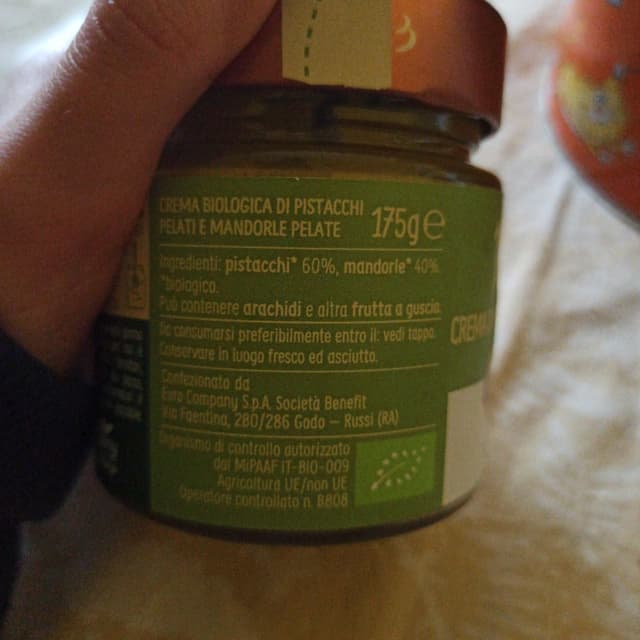 CREMA BIOLOGICA DI PISTACCHI
PELATI E MANDORLE PELATE
175g e
Ingredienti: pistacchi* 60%, mandorle* 40%.
*biologico.
Può contenere arachidi e altra frutta a guscio.
Da consumarsi preferibilmente entro il: vedi tappo.
Conservare in luogo fresco ed asciutto.
CREMA
Confezionato da
Euro Company S.p.A. Società Benefit
Via Faentina, 280/286 Godo – Russi (RA)
Organismo di controllo autorizzato
dal MiPAAF IT-BIO-009
Agricoltura UE/non UE
Operatore controllato n. B808